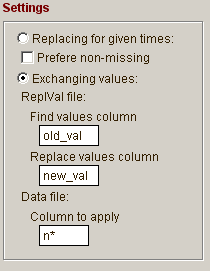 Settings
Replacing for given times:
Prefere non-missing
Exchanging values:
ReplVal file:
Find values column
old_val
Replace values column
new_val
Data file:
Column to apply
n*